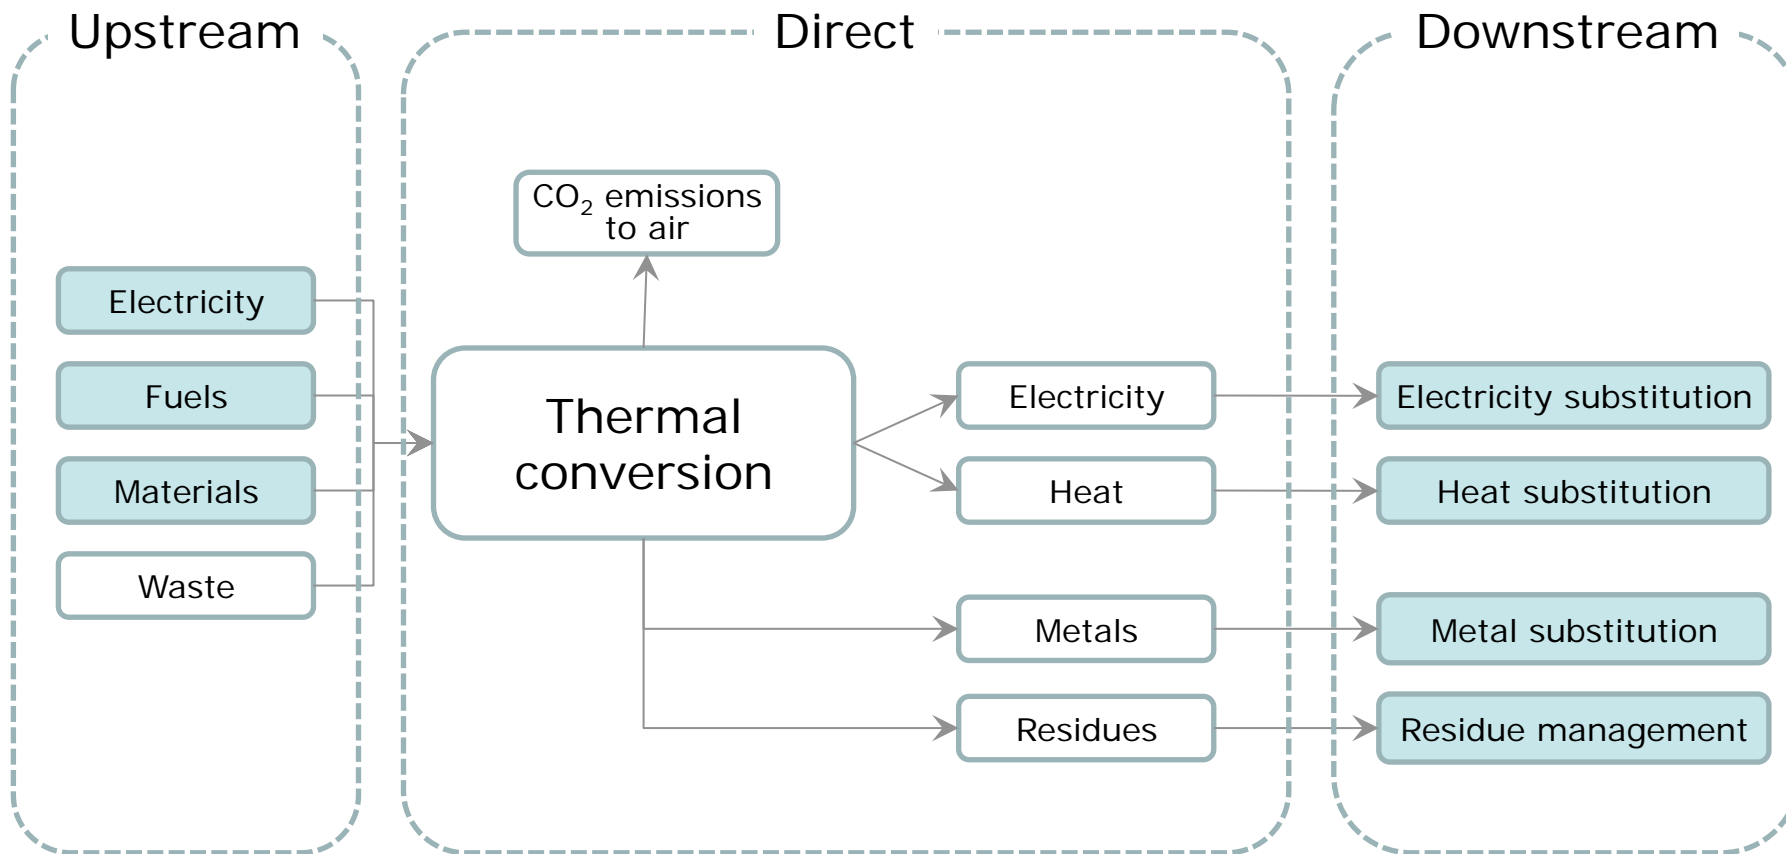 Upstream
Direct
Downstream
CO₂ emissions
to air
Electricity
Fuels
Materials
Waste
Thermal
conversion
Electricity
Heat
Metals
Residues
Electricity substitution
Heat substitution
Metal substitution
Residue management